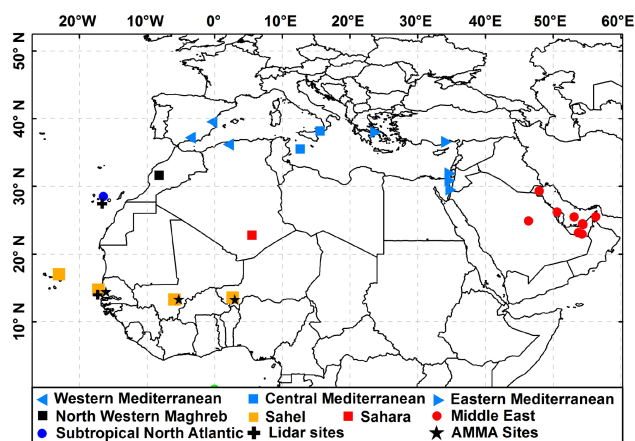 10°W 0°E 10°E 20°E 30°E 40°E 50°E 60°E
50°N
40°N
30°N
20°N
10°N
Western Mediterranean Central Mediterranean Eastern Mediterranean
North Western Maghreb Sahel Sahara Middle East
Subtropical North Atlantic Lidar sites AMMA Sites